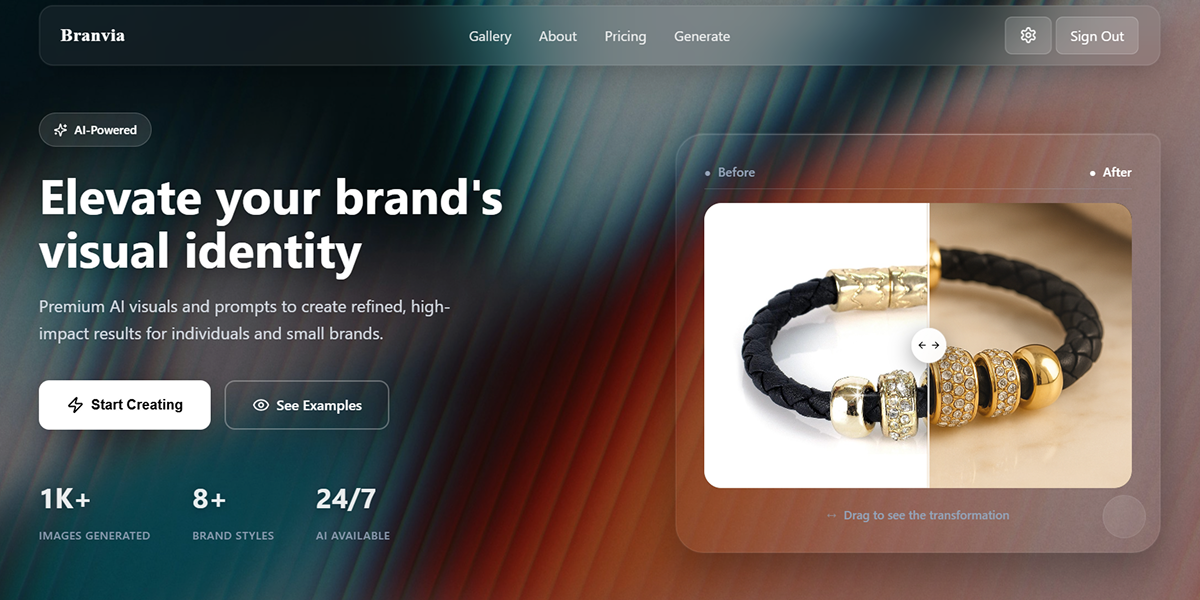 Branvia
Gallery About Pricing Generate
Sign Out
AI-Powered
Elevate your brand's
visual identity
Premium AI visuals and prompts to create refined, high-
impact results for individuals and small brands.
Start Creating
See Examples
1K+ 8+ 24/7
IMAGES GENERATED BRAND STYLES AI AVAILABLE
Before After
Drag to see the transformation